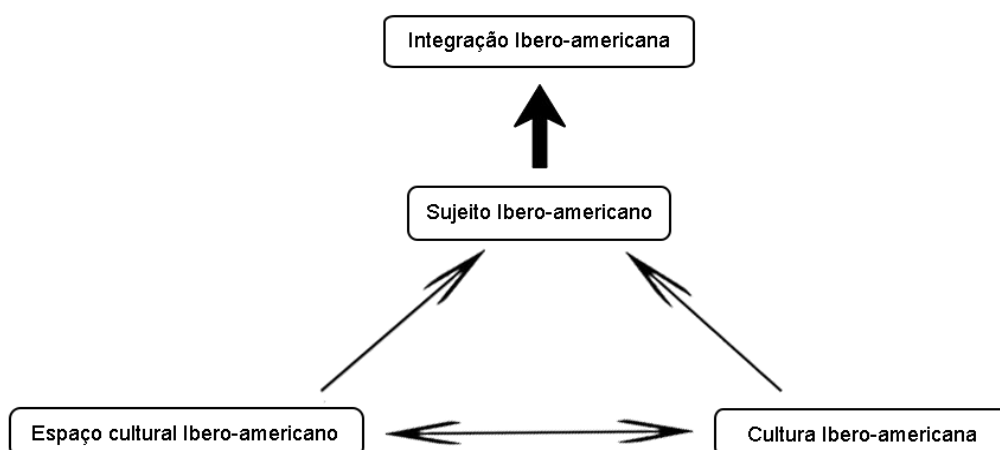 Integração Ibero-americana
Sujeito Ibero-americano
Espaço cultural Ibero-americano
Cultura Ibero-americana